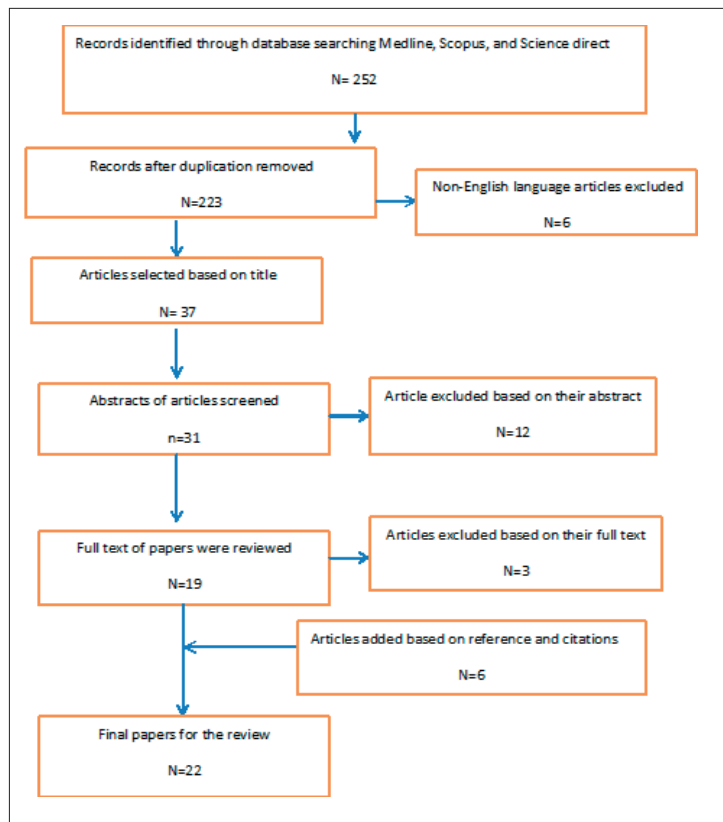 Records identified through database searching Medline, Scopus, and Science direct
N= 252
Records after duplication removed
N=223
Non-English language articles excluded
N=6
Articles selected based on title
N= 37
Abstracts of articles screened
n=31
Article excluded based on their abstract
N=12
Full text of papers were reviewed
N=19
Articles excluded based on their full text
N=3
Articles added based on reference and citations
N=6
Final papers for the review
N=22